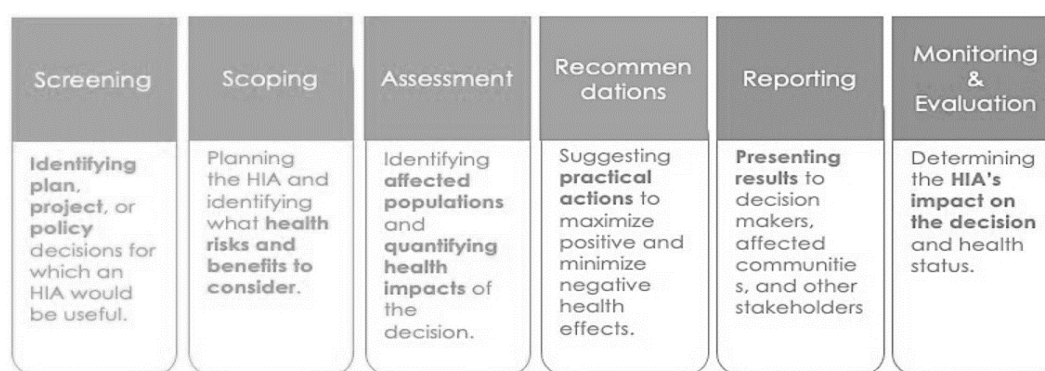 Screening
Identifying
plan,
project, or
policy
decisions for
which an
HIA would
be useful.
Scoping
Planning
the HIA and
identifying
what health
risks and
benefits to
consider.
Assessment
Identifying
affected
populations
and
quantifying
health
impacts of
the
decision.
Recommen
dations
Suggesting
practical
actions to
maximize
positive and
minimize
negative
health
effects.
Reporting
Presenting
results to
decision
makers,
affected
communitie
s, and other
stakeholders
Monitoring
&
Evaluation
Determining
the HIA's
impact on
the decision
and health
status.